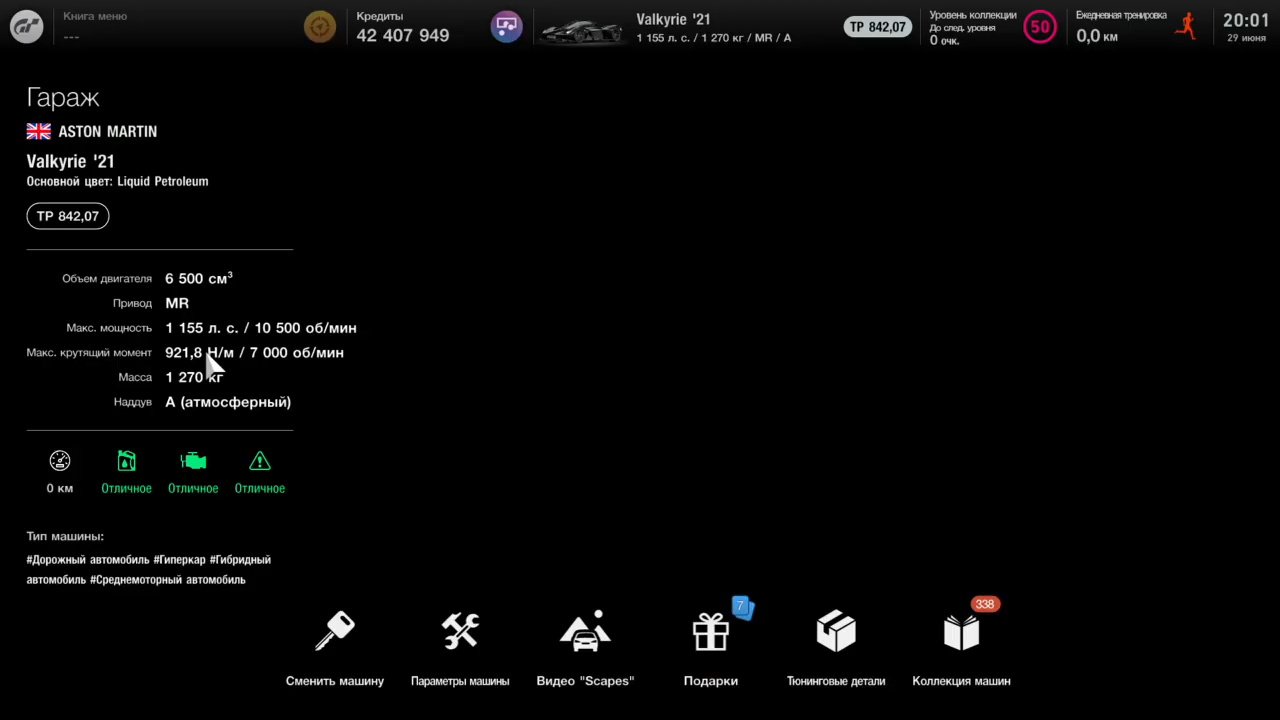 Книга меню
---
Кредиты
42 407 949
Valkyrie '21
1 155 л. с. / 1 270 кг / MR / A
ТР 842,07
Уровень коллекции
До след. уровня
0 очк.
50
Ежедневная тренировка
0,0 км
20:01
29 июня
Гараж
ASTON MARTIN
Valkyrie '21
Основной цвет: Liquid Petroleum
ТР 842,07
Объем двигателя 6 500 см³
Привод MR
Макс. мощность 1 155 л. с. / 10 500 об/мин
Макс. крутящий момент 921,8 Н/м / 7 000 об/мин
Масса 1 270 кг
Наддув А (атмосферный)
0 км Отличное Отличное Отличное
Тип машины:
#Дорожный автомобиль #Гиперкар #Гибридный
автомобиль #Среднемоторный автомобиль
7
338
Сменить машину Параметры машины Видео "Scapes" Подарки Тюнинговые детали Коллекция машин